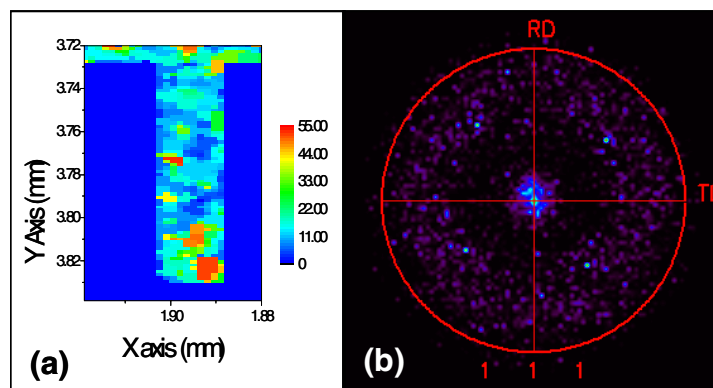 3.72
3.74
3.76
3.78
3.80
3.82
Y Axis (mm)
1.90
1.88
X axis (mm)
55.00
44.00
33.00
22.00
11.00
0
(a)
RD
(b)
1 1 1